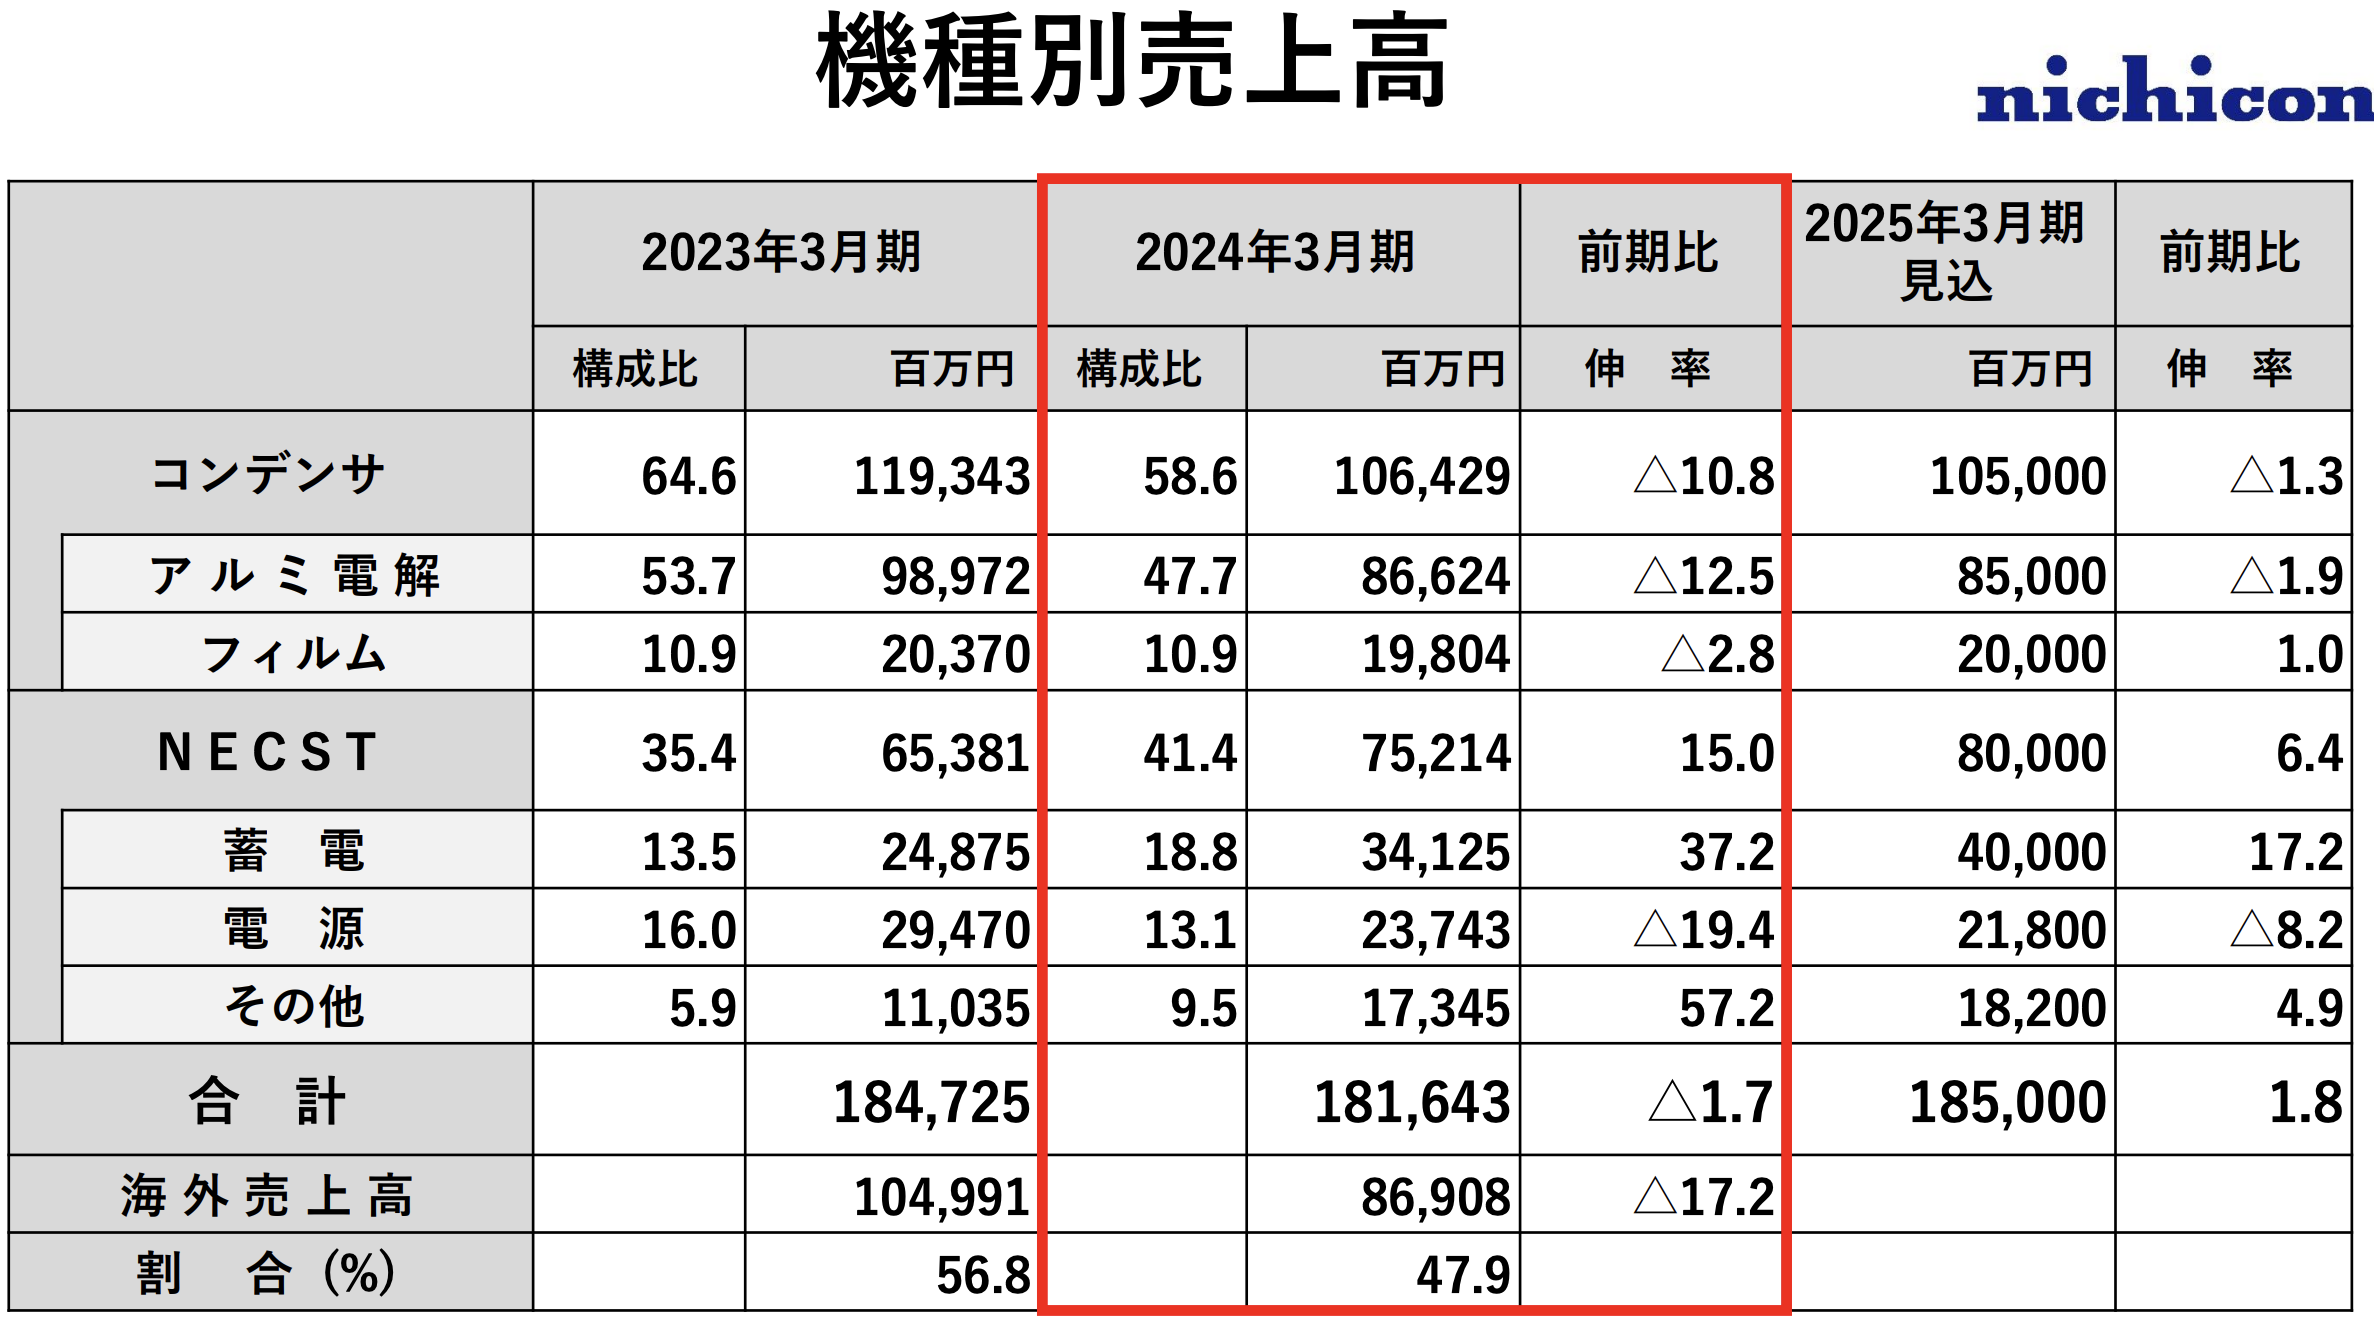 機種別売上高
nichicon
2023年3月期 2024年3月期 前期比 2025年3月期 前期比
見込
構成比 百万円 構成比 百万円 伸　率 百万円 伸　率
コンデンサ 64.6 119,343 58.6 106,429 △10.8 105,000 △1.3
アルミ電解 53.7 98,972 47.7 86,624 △12.5 85,000 △1.9
フィルム 10.9 20,370 10.9 19,804 △2.8 20,000 1.0
NECST 35.4 65,381 41.4 75,214 15.0 80,000 6.4
蓄　電 13.5 24,875 18.8 34,125 37.2 40,000 17.2
電　源 16.0 29,470 13.1 23,743 △19.4 21,800 △8.2
その他 5.9 11,035 9.5 17,345 57.2 18,200 4.9
合　計 184,725 181,643 △1.7 185,000 1.8
海外売上高 104,991 86,908 △17.2
割　合（%） 56.8 47.9